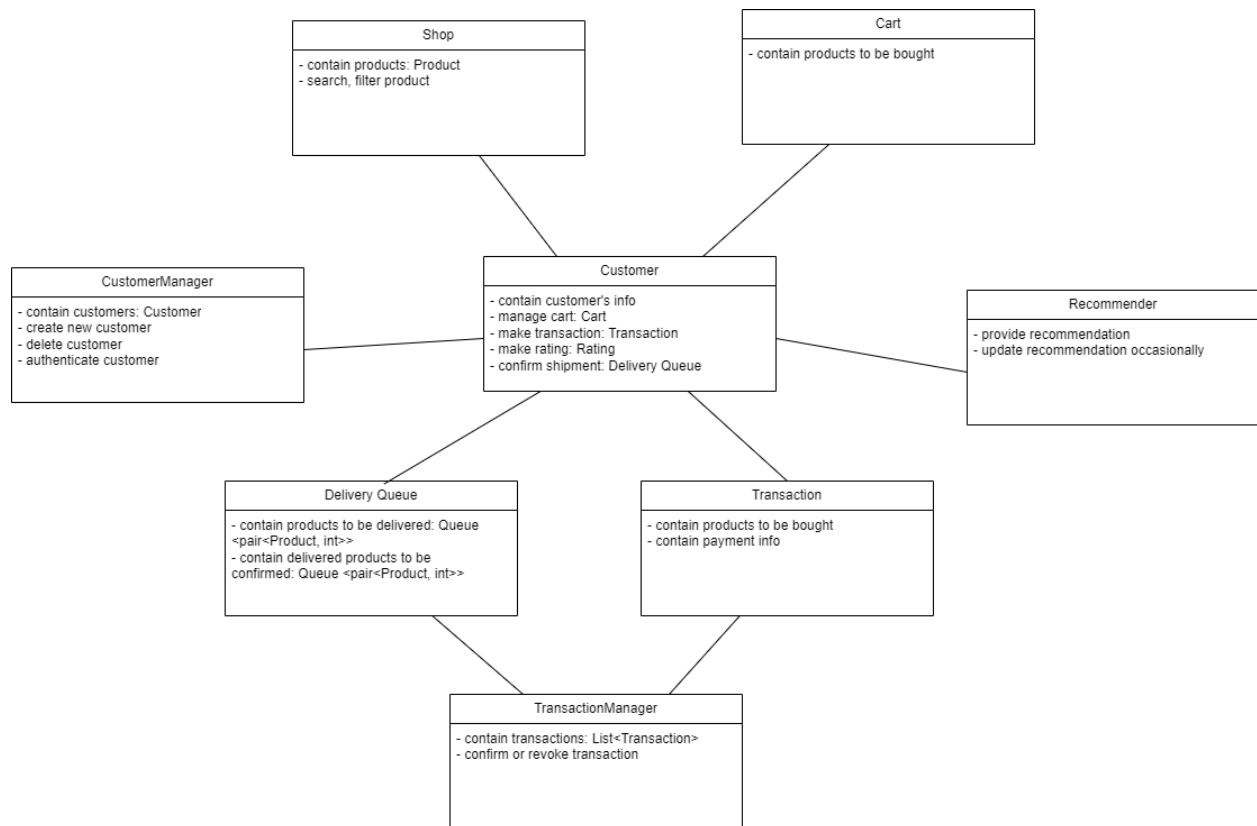 Shop
- contain products: Product
- search, filter product
Cart
- contain products to be bought
CustomerManager
- contain customers: Customer
- create new customer
- delete customer
- authenticate customer
Customer
- contain customer's info
- manage cart: Cart
- make transaction: Transaction
- make rating: Rating
- confirm shipment: Delivery Queue
Recommender
- provide recommendation
- update recommendation occasionally
Delivery Queue
- contain products to be delivered: Queue
<pair<Product, int>>
- contain delivered products to be
confirmed: Queue <pair<Product, int>>
Transaction
- contain products to be bought
- contain payment info
TransactionManager
- contain transactions: List<Transaction>
- confirm or revoke transaction